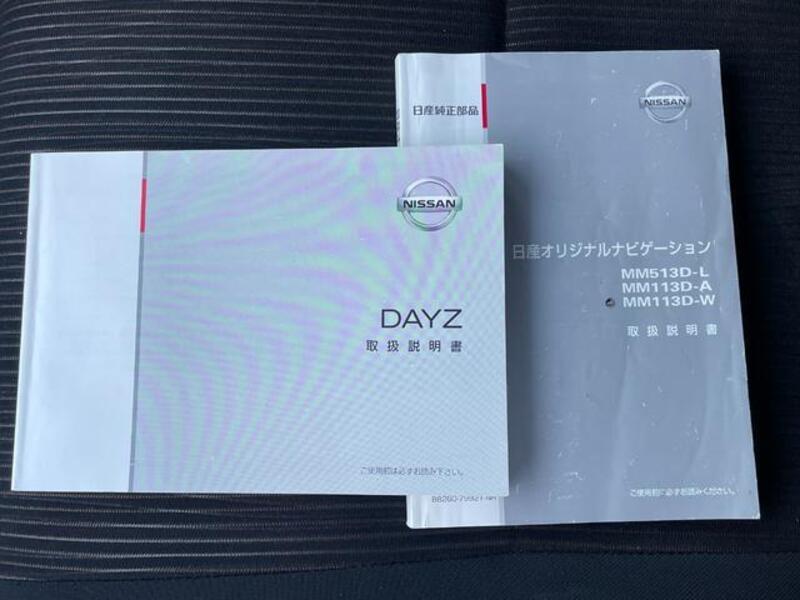 NISSAN
DAYZ
取扱説明書
ご使用前は必ずお読み下さい。
日産純正部品
NISSAN
日産オリジナルナビゲーション
MM513D-L
MM113D-A
MM113D-W
取扱説明書
ご使用前に必ずお読みください。